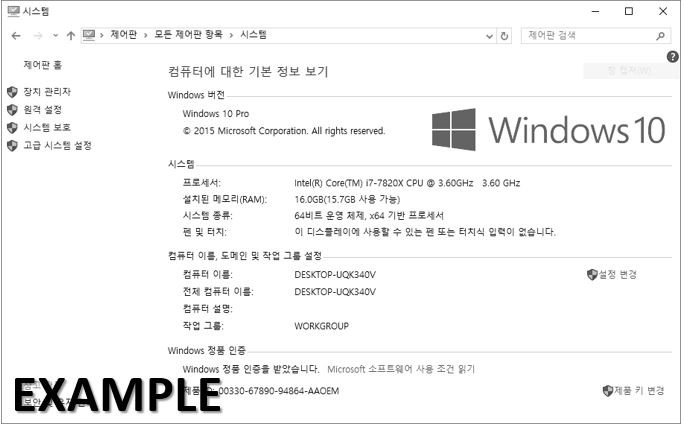 시스템
제어판 > 모든 제어판 항목 > 시스템
제어판 검색
창 캡처(W)
제어판 홈
장치 관리자
원격 설정
시스템 보호
고급 시스템 설정
컴퓨터에 대한 기본 정보 보기
Windows 버전
Windows 10 Pro
© 2015 Microsoft Corporation. All rights reserved.
Windows 10
시스템
프로세서: Intel(R) Core(TM) i7-7820X CPU @ 3.60GHz 3.60 GHz
설치된 메모리(RAM): 16.0GB(15.7GB 사용 가능)
시스템 종류: 64비트 운영 체제, x64 기반 프로세서
펜 및 터치: 이 디스플레이에 사용할 수 있는 펜 또는 터치식 입력이 없습니다.
컴퓨터 이름, 도메인 및 작업 그룹 설정
컴퓨터 이름: DESKTOP-UQK340V
설정 변경
전체 컴퓨터 이름: DESKTOP-UQK340V
컴퓨터 설명:
작업 그룹: WORKGROUP
Windows 정품 인증
Windows 정품 인증을 받았습니다. Microsoft 소프트웨어 사용 조건 읽기
제품 ID: 00330-67890-94864-AAOEM
제품 키 변경
EXAMPLE